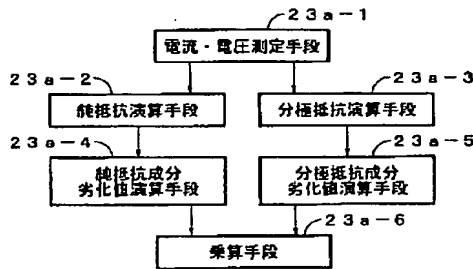 23a-1
電流・電圧測定手段
23a-2
23a-3
純抵抗演算手段
分極抵抗演算手段
23a-4
23a-5
純抵抗成分
劣化値演算手段
分極抵抗成分
劣化値演算手段
23a-6
乗算手段